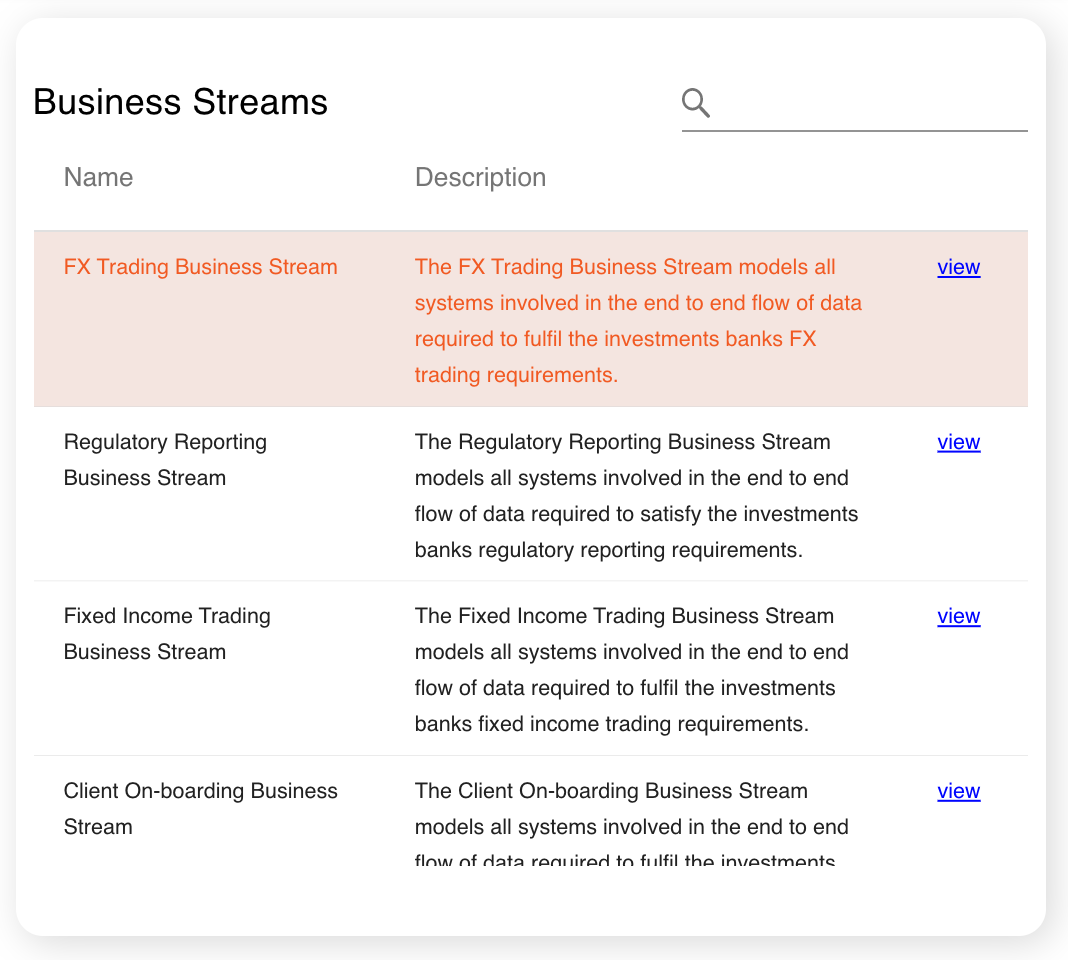 Business Streams
Name Description
FX Trading Business Stream The FX Trading Business Stream models all view
systems involved in the end to end flow of data
required to fulfil the investments banks FX
trading requirements.
Regulatory Reporting The Regulatory Reporting Business Stream view
Business Stream models all systems involved in the end to end
flow of data required to satisfy the investments
banks regulatory reporting requirements.
Fixed Income Trading The Fixed Income Trading Business Stream view
Business Stream models all systems involved in the end to end
flow of data required to fulfil the investments
banks fixed income trading requirements.
Client On-boarding Business The Client On-boarding Business Stream view
Stream models all systems involved in the end to end
flow of data required to fulfil the investments